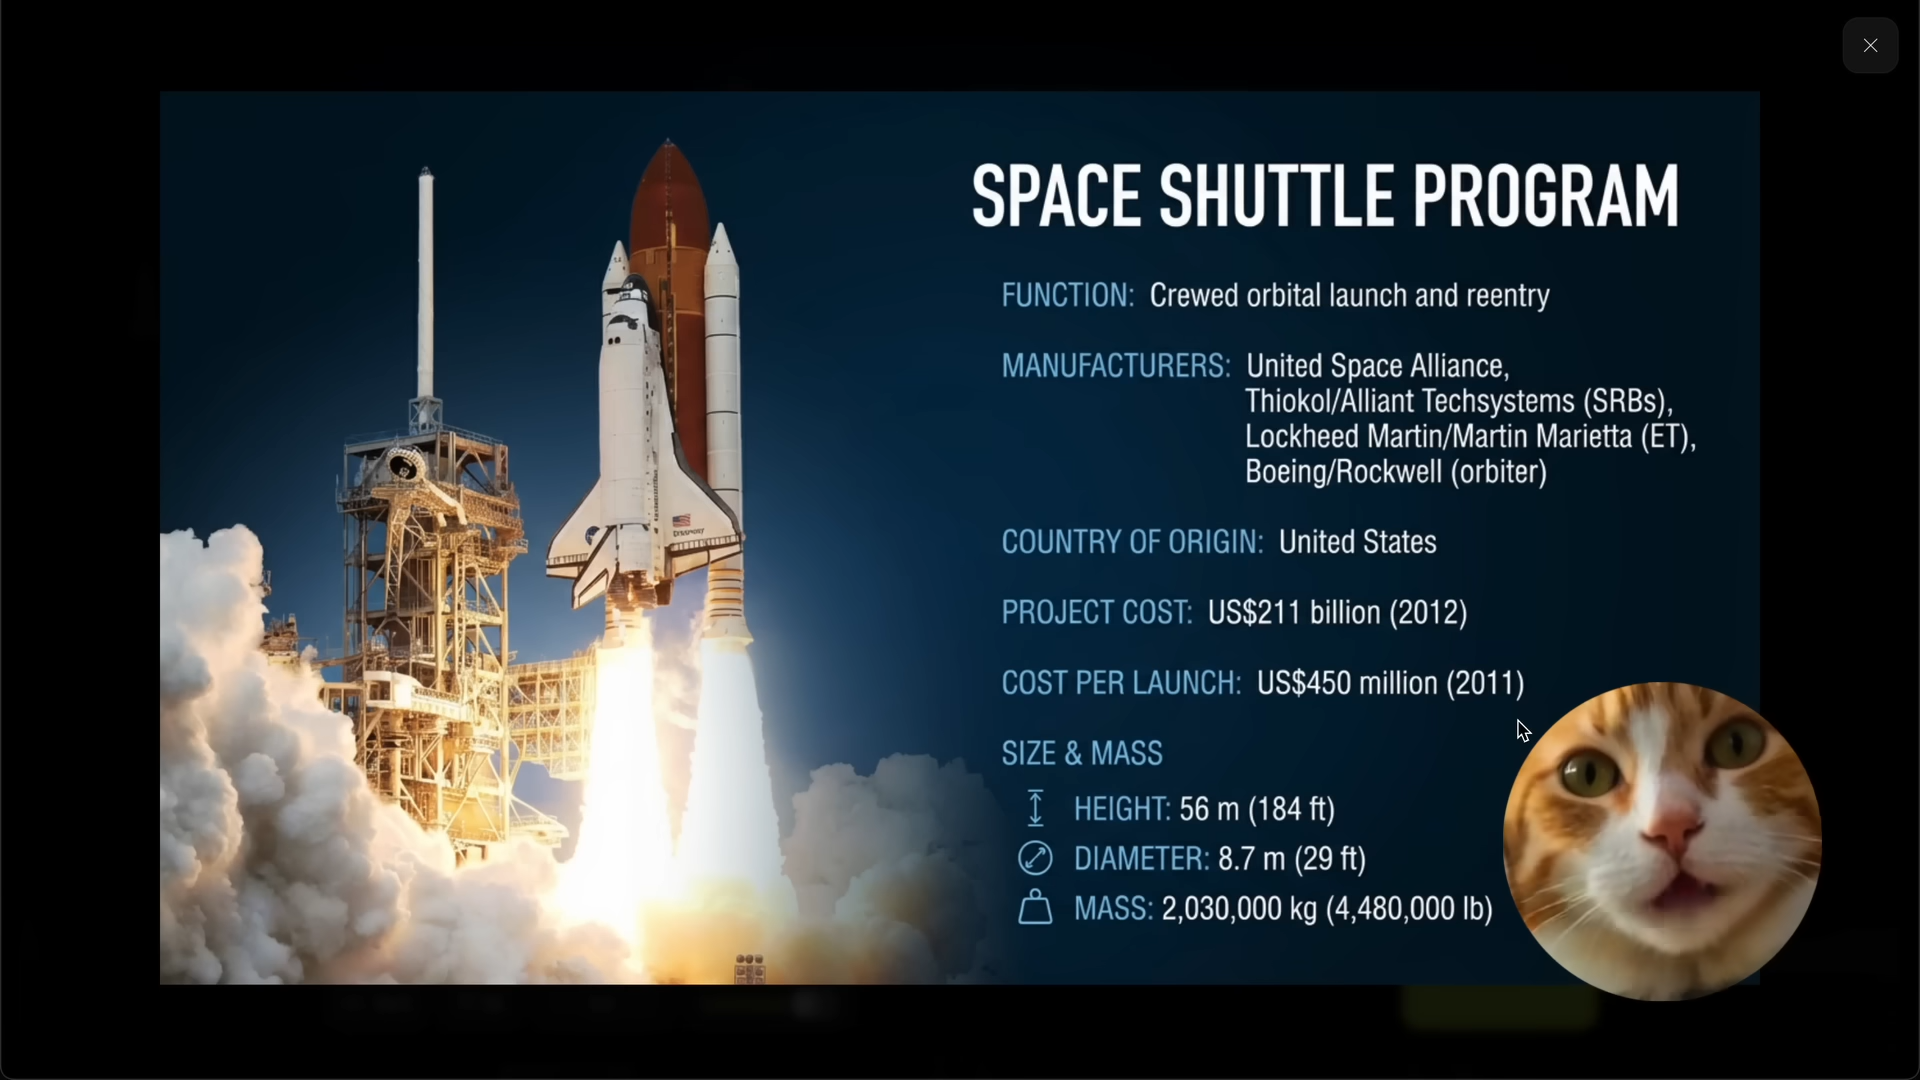 SPACE SHUTTLE PROGRAM
FUNCTION: Crewed orbital launch and reentry
MANUFACTURERS: United Space Alliance,
Thiokol/Alliant Techsystems (SRBs),
Lockheed Martin/Martin Marietta (ET),
Boeing/Rockwell (orbiter)
COUNTRY OF ORIGIN: United States
PROJECT COST: US$211 billion (2012)
COST PER LAUNCH: US$450 million (2011)
SIZE & MASS
HEIGHT: 56 m (184 ft)
DIAMETER: 8.7 m (29 ft)
MASS: 2,030,000 kg (4,480,000 lb)